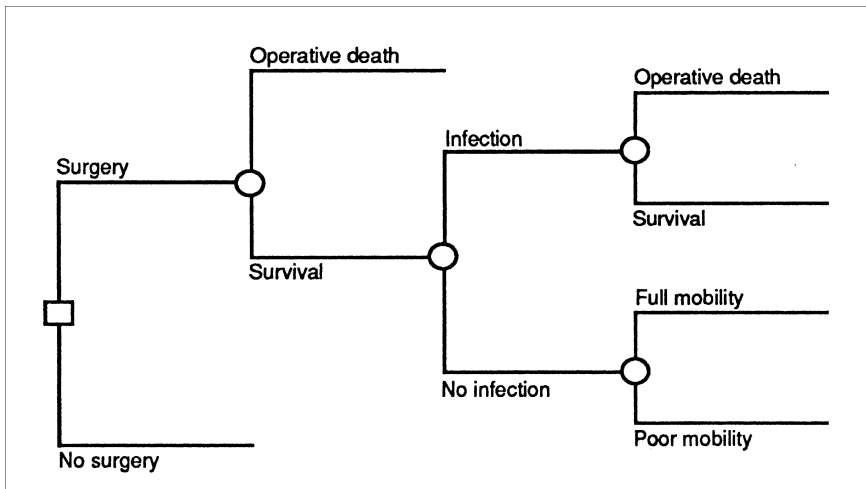 Operative death
Operative death
Infection
Surgery
Survival
Survival
Full mobility
No infection
Poor mobility
No surgery